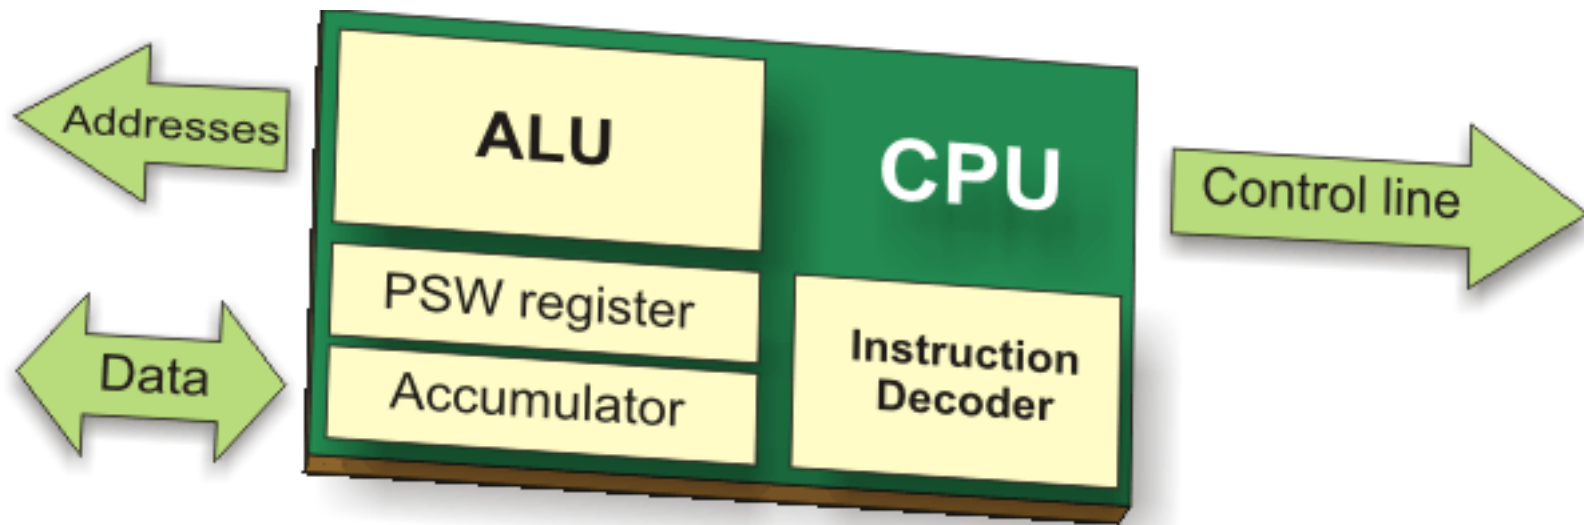 Addresses
ALU
CPU
Control line
PSW register
Data
Accumulator
Instruction
Decoder